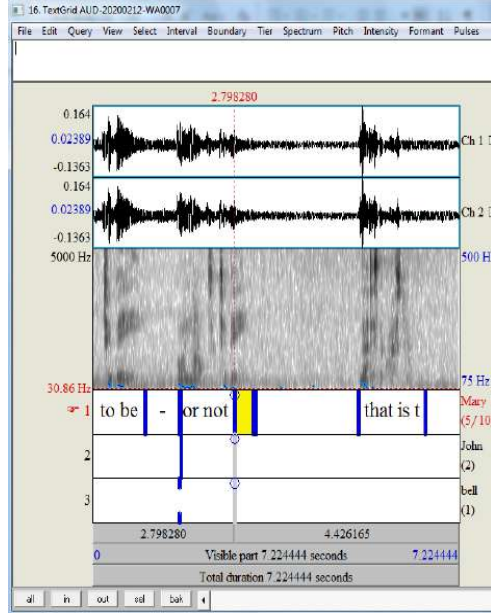 16. TextGrid AUD-20200212-WA0007
File Edit Query View Select Interval Boundary Tier Spectrum Pitch Intensity Formant Pulses
2.798280
0.164
0.02389
-0.1363
Ch 1
0.164
0.02389
-0.1363
Ch 2
5000 Hz
500 H
30.86 Hz
75 Hz
1 to be - or not that is t
Mary
(5/10
2
John
(2)
3
bell
(1)
2.798280 4.426165
0 Visible part 7.224444 seconds 7.224444
Total duration 7.224444 seconds
all in out sel bak